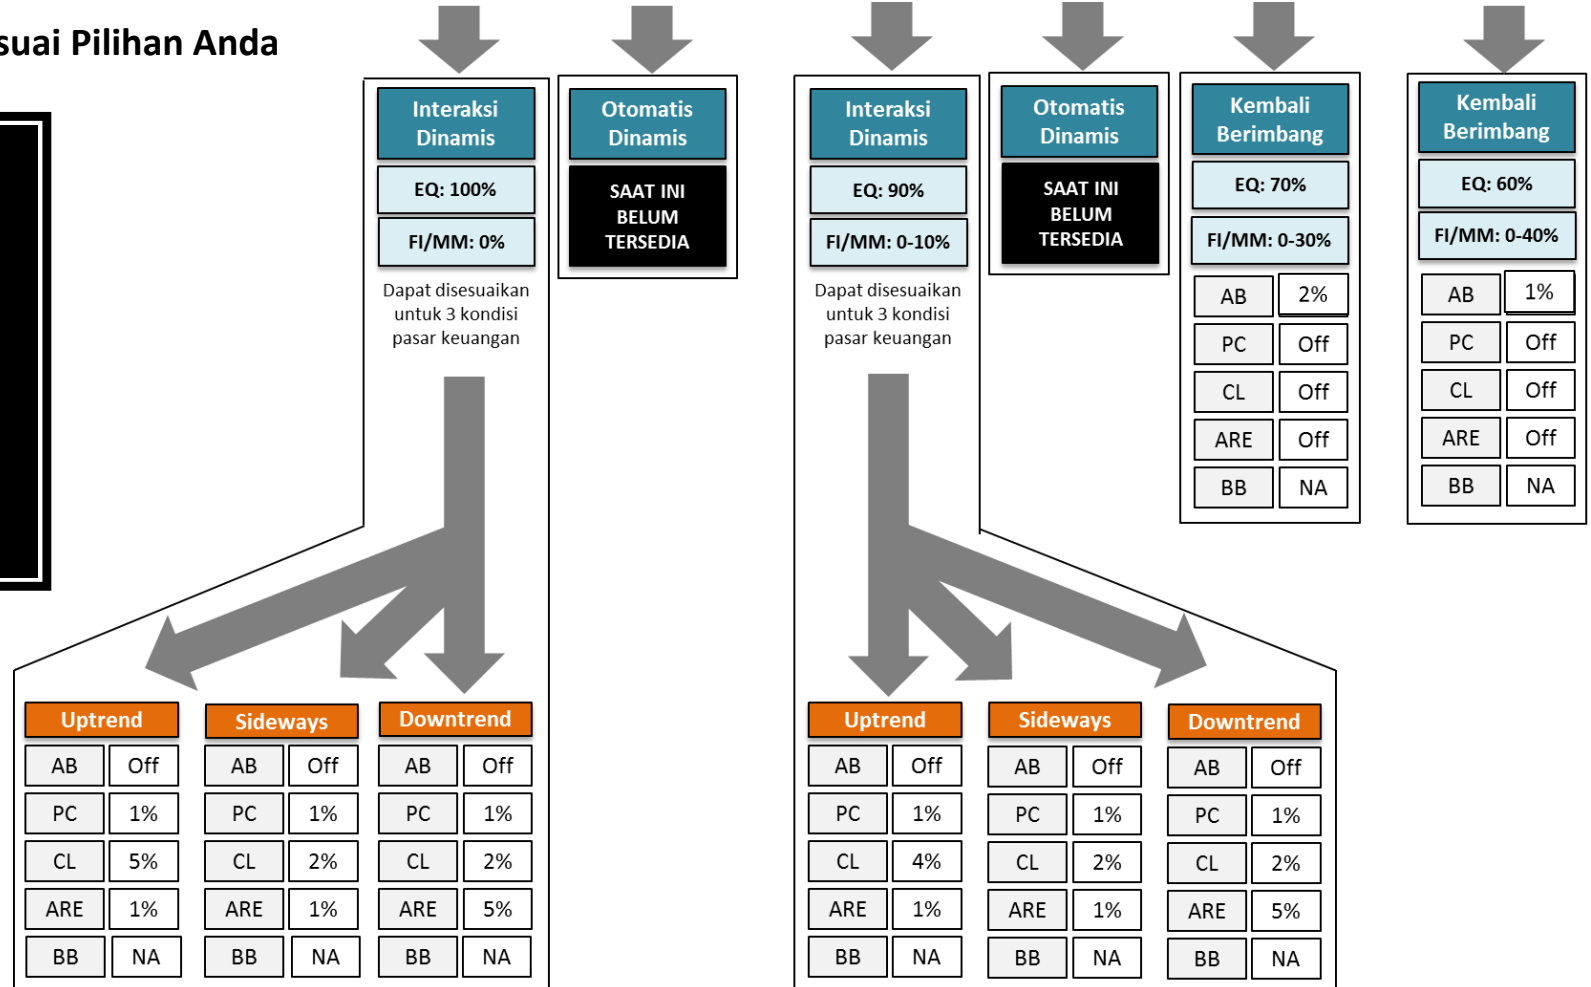 suai Pilihan Anda
Interaksi
Dinamis
EQ: 100%
FI/MM: 0%
Dapat disesuaikan
untuk 3 kondisi
pasar keuangan
Otomatis
Dinamis
SAAT INI
BELUM
TERSEDIA
Interaksi
Dinamis
EQ: 90%
FI/MM: 0-10%
Dapat disesuaikan
untuk 3 kondisi
pasar keuangan
Otomatis
Dinamis
SAAT INI
BELUM
TERSEDIA
Kembali
Berimbang
EQ: 70%
FI/MM: 0-30%
AB 2%
PC Off
CL Off
ARE Off
BB NA
Kembali
Berimbang
EQ: 60%
FI/MM: 0-40%
AB 1%
PC Off
CL Off
ARE Off
BB NA
Uptrend
AB Off
PC 1%
CL 5%
ARE 1%
BB NA
Sideways
AB Off
PC 1%
CL 2%
ARE 1%
BB NA
Downtrend
AB Off
PC 1%
CL 2%
ARE 5%
BB NA
Uptrend
AB Off
PC 1%
CL 4%
ARE 1%
BB NA
Sideways
AB Off
PC 1%
CL 2%
ARE 1%
BB NA
Downtrend
AB Off
PC 1%
CL 2%
ARE 5%
BB NA